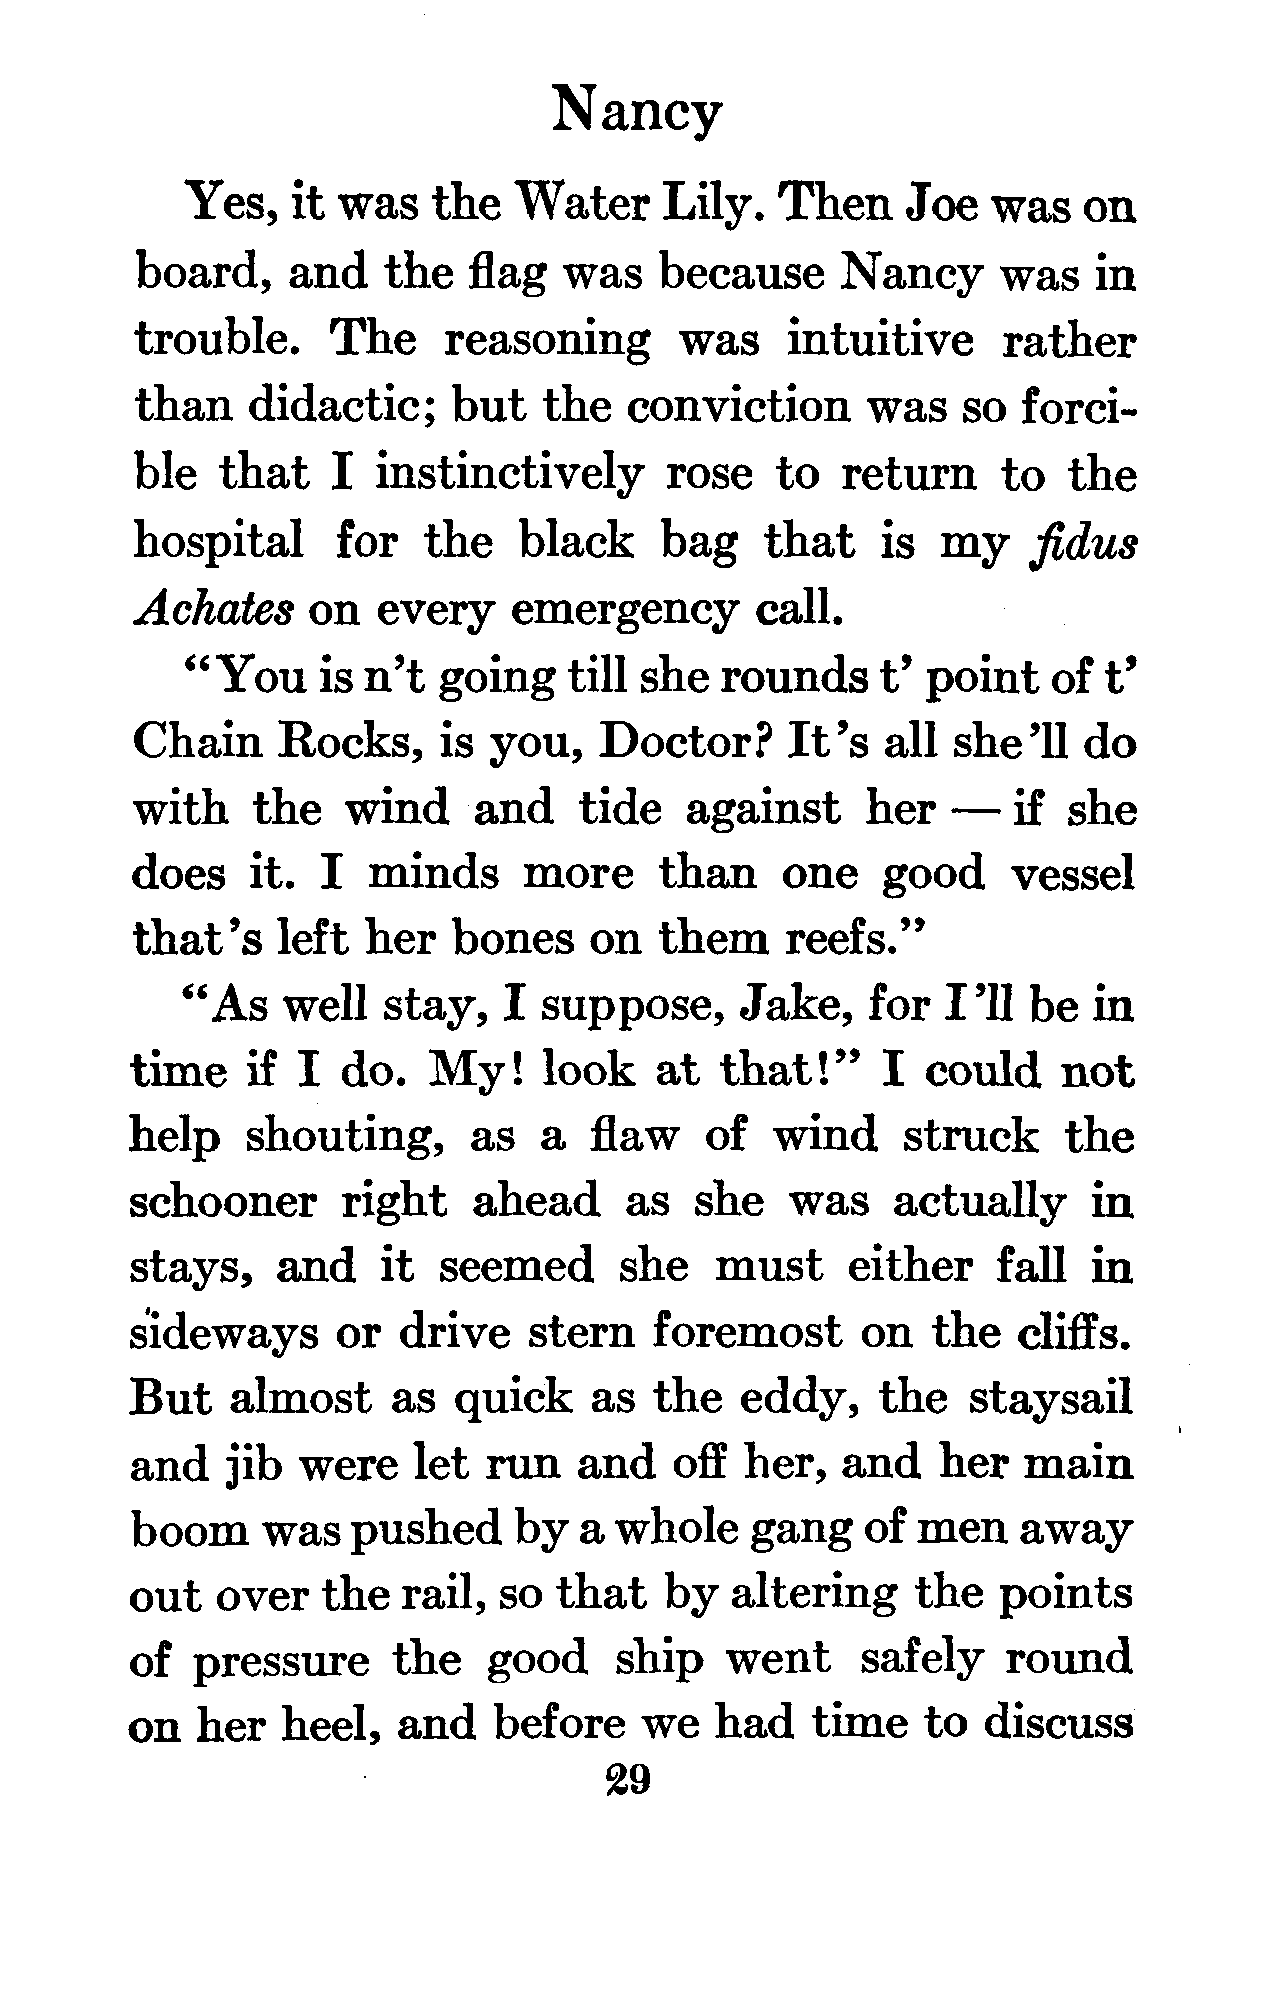 Nancy
Yes, it was the Water Lily. Then Joe was on
board, and the flag was because Nancy was in
trouble. The reasoning was intuitive rather
than didactic; but the conviction was so forci-
ble that I instinctively rose to return to the
hospital for the black bag that is my fidus
Achates on every emergency call.
"You is n't going till she rounds t' point of t'
Chain Rocks, is you, Doctor? It's all she'll do
with the wind and tide against her — if she
does it. I minds more than one good vessel
that's left her bones on them reefs."
"As well stay, I suppose, Jake, for I'll be in
time if I do. My! look at that!" I could not
help shouting, as a flaw of wind struck the
schooner right ahead as she was actually in
stays, and it seemed she must either fall in
sideways or drive stern foremost on the cliffs.
But almost as quick as the eddy, the staysail
and jib were let run and off her, and her main
boom was pushed by a whole gang of men away
out over the rail, so that by altering the points
of pressure the good ship went safely round
on her heel, and before we had time to discuss
29